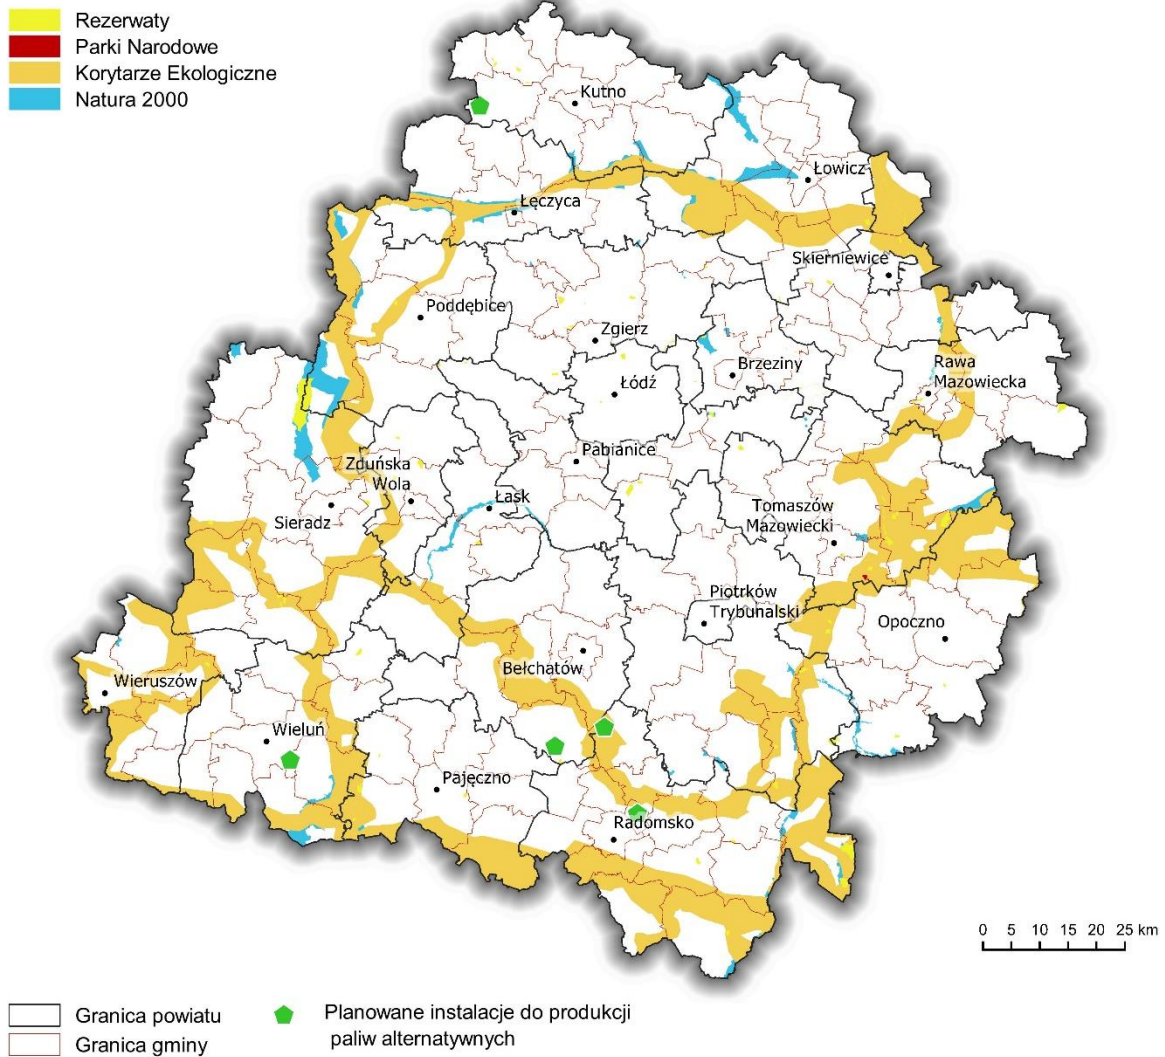 Rezerwaty
Parki Narodowe
Korytarze Ekologiczne
Natura 2000
Kutno
Łowicz
Łęczyca
Skierniewice
Poddębice
Zgierz
Brzeziny
Rawa
Mazowiecka
Łódź
Pabianice
Zduńska
Wola
Łask
Sieradz
Tomaszów
Mazowiecki
Piotrków
Trybunalski
Opoczno
Bełchatów
Wieruszów
Wieluń
Pajęczno
Radomsko
0 5 10 15 20 25 km
Granica powiatu
Granica gminy
Planowane instalacje do produkcji
paliw alternatywnych